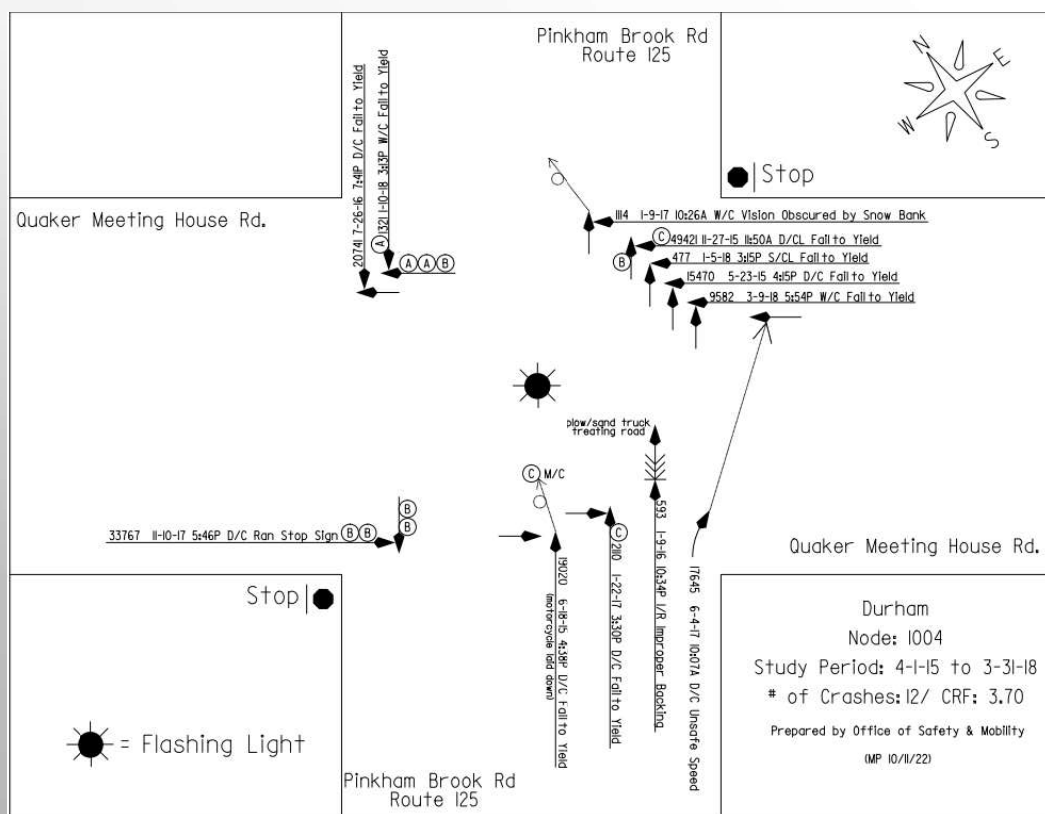 Pinkham Brook Rd
Route 125
N
E
W
S
Stop
Quaker Meeting House Rd.
20741 7-26-16 7:41P D/C Fail to Yield
A 1321 1-10-18 3:13P W/C Fail to Yield
A A B
1114 1-9-17 10:26A W/C Vision Obscured by Snow Bank
C 49421 11-27-15 11:50A D/CL Fail to Yield
B
477 1-5-18 3:15P S/CL Fail to Yield
15470 5-23-15 4:15P D/C Fail to Yield
9582 3-9-18 5:54P W/C Fail to Yield
plow/sand truck
treating road
C M/C
B
B
33767 11-10-17 5:46P D/C Ran Stop Sign B B
19020 6-18-15 4:38P D/C Fail to Yield
(motorcycle laid down)
C 2110 1-22-17 3:30P D/C Fail to Yield
593 1-9-16 10:34P I/R Improper Backing
17645 6-4-17 10:07A D/C Unsafe Speed
Quaker Meeting House Rd.
Stop
= Flashing Light
Pinkham Brook Rd
Route 125
Durham
Node: 1004
Study Period: 4-1-15 to 3-31-18
# of Crashes: 12/ CRF: 3.70
Prepared by Office of Safety & Mobility
(MP 10/11/22)